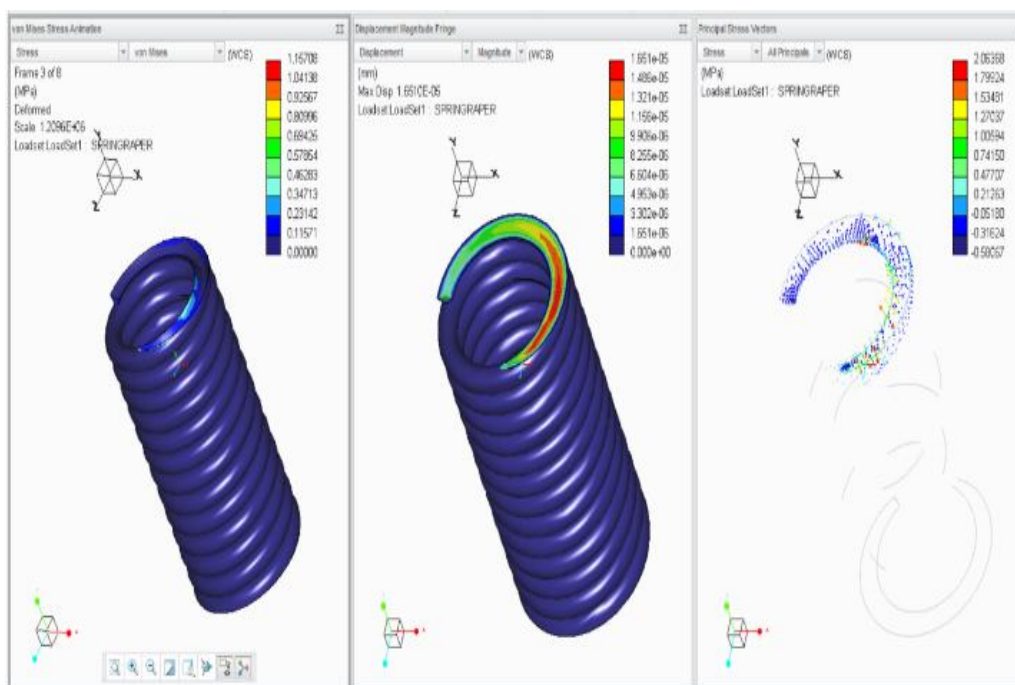 von Mises Stress Animation
Stress
von Mises
(WCS)
Frame 3 of 8
(MPa)
Deformed
Scale 1.2096E+06
Loadset:LoadSet1 : SPRINGRAPER
1.15708
1.04138
0.92567
0.80996
0.69425
0.57854
0.46283
0.34713
0.23142
0.11571
0.00000
Y
X
Z
Displacement Magnitude Fringe
Displacement
Magnitude
(WCS)
(mm)
Max Disp 1.6510E-05
Loadset:LoadSet1 : SPRINGRAPER
1.651e-05
1.486e-05
1.321e-05
1.156e-05
9.906e-06
8.255e-06
6.604e-06
4.953e-06
3.302e-06
1.651e-06
0.000e+00
Y
X
Z
Principal Stress Vectors
Stress
All Principals
(WCS)
(MPa)
Loadset:LoadSet1 : SPRINGRAPER
2.06368
1.79924
1.53481
1.27037
1.00594
0.74150
0.47707
0.21263
-0.05180
-0.31624
-0.58067
Y
X
Z